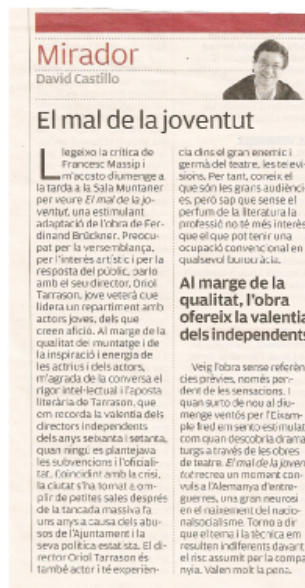 Mirador
David Castillo
El mal de la joventut
Llegeixo la crítica de
Francesc Massip i
m'acosto diumenge a
la tarda a la Sala Muntaner
per veure El mal de la jo-
ventut, una estimulant
adaptació de l'obra de Fer-
dinand Brückner. Preocu-
pat per la versemblança,
per l'interès artístic i per la
resposta del públic, parlo
amb el seu director, Oriol
Tarrason, jove veterà que
lidera un repartiment amb
actors joves, dels que
creen afició. Al marge de la
qualitat del muntatge i de
la inspiració i energia de
les actrius i dels actors,
m'agrada de la conversa el
rigor intel·lectual i l'aposta
literària de Tarrason, que
em recorda la valentia dels
directors independents
dels anys seixanta i setanta,
quan ningú es plantejava
les subvencions i l'oficiali-
tat. Coincidint amb la crisi,
la ciutat s'ha tornat a om-
plir de petites sales després
de la tancada massiva fa
uns anys a causa dels abu-
sos de l'Ajuntament i la
seva política estatista. El di-
rector Oriol Tarrason és
també actor i té experièn-
cia dins el gran enemic i
germà del teatre, les televi-
sions. Per tant, coneix el
que són les grans audiènci-
es, però sap que sense el
perfum de la literatura la
professió no té més interès
que el que pot tenir una
ocupació convencional en
qualsevol burocràcia.
Al marge de la
qualitat, l'obra
ofereix la valentia
dels independents
Veig l'obra sense referèn-
cies prèvies, només pen-
dent de les sensacions. I
quan surto de nou al diu-
menge ventós per l'Eixam-
ple fred em sento estimulat
com quan descobria drama-
turgs a través de les obres
de teatre. El mal de la joven-
tut recrea un moment con-
vuls a l'Alemanya d'entre-
guerres, una gran neurosi
en el naixement del nacio-
nalsocialisme. Torno a dir
que el tema i la tècnica em
resulten indiferents davant
el risc assumit per la compa-
nyia. Valen molt la pena.